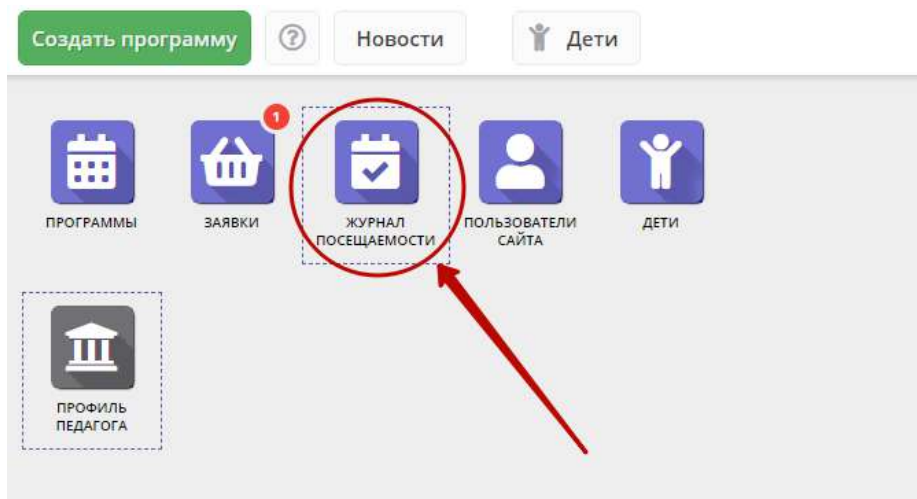 Создать программу ? Новости Дети
1
ПРОГРАММЫ ЗАЯВКИ ЖУРНАЛ ПОСЕЩАЕМОСТИ ПОЛЬЗОВАТЕЛИ САЙТА ДЕТИ
ПРОФИЛЬ
ПЕДАГОГА